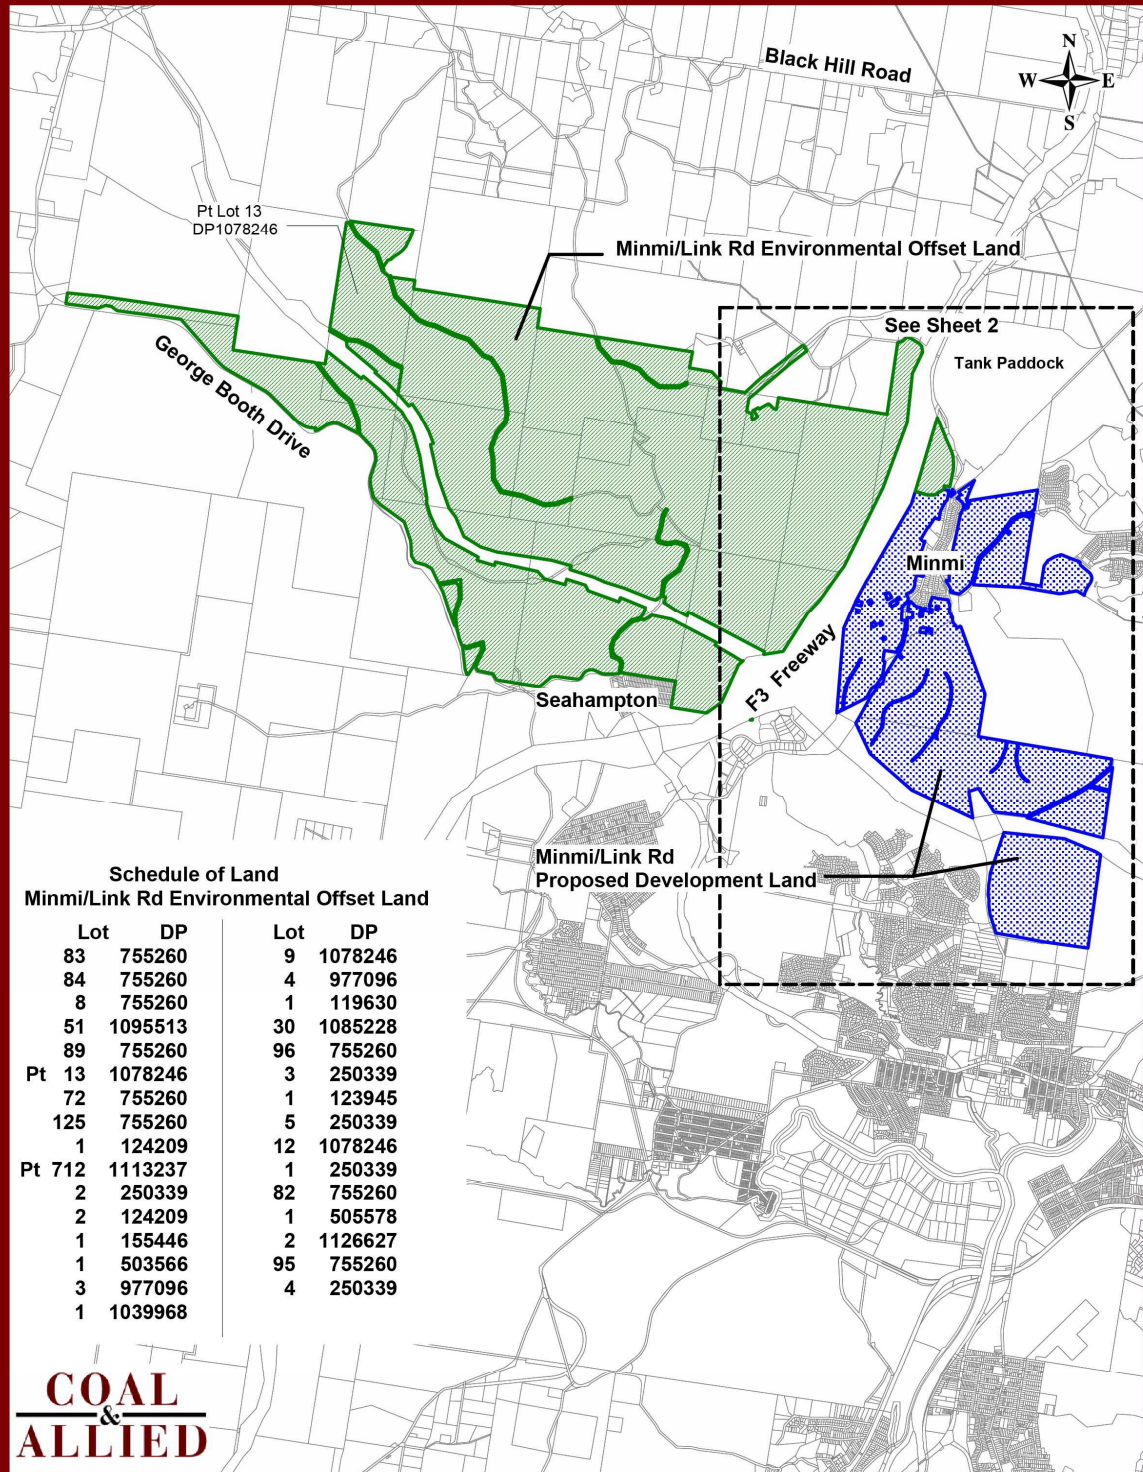 Black Hill Road
N
W E
S
Pt Lot 13
DP1078246
Minmi/Link Rd Environmental Offset Land
See Sheet 2
Tank Paddock
George Booth Drive
Minmi
F3 Freeway
Seahampton
Minmi/Link Rd
Proposed Development Land
Schedule of Land
Minmi/Link Rd Environmental Offset Land
Lot DP Lot DP
83 755260 9 1078246
84 755260 4 977096
8 755260 1 119630
51 1095513 30 1085228
89 755260 96 755260
Pt 13 1078246 3 250339
72 755260 1 123945
125 755260 5 250339
1 124209 12 1078246
Pt 712 1113237 1 250339
2 250339 82 755260
2 124209 1 505578
1 155446 2 1126627
1 503566 95 755260
3 977096 4 250339
1 1039968
COAL
&
ALLIED